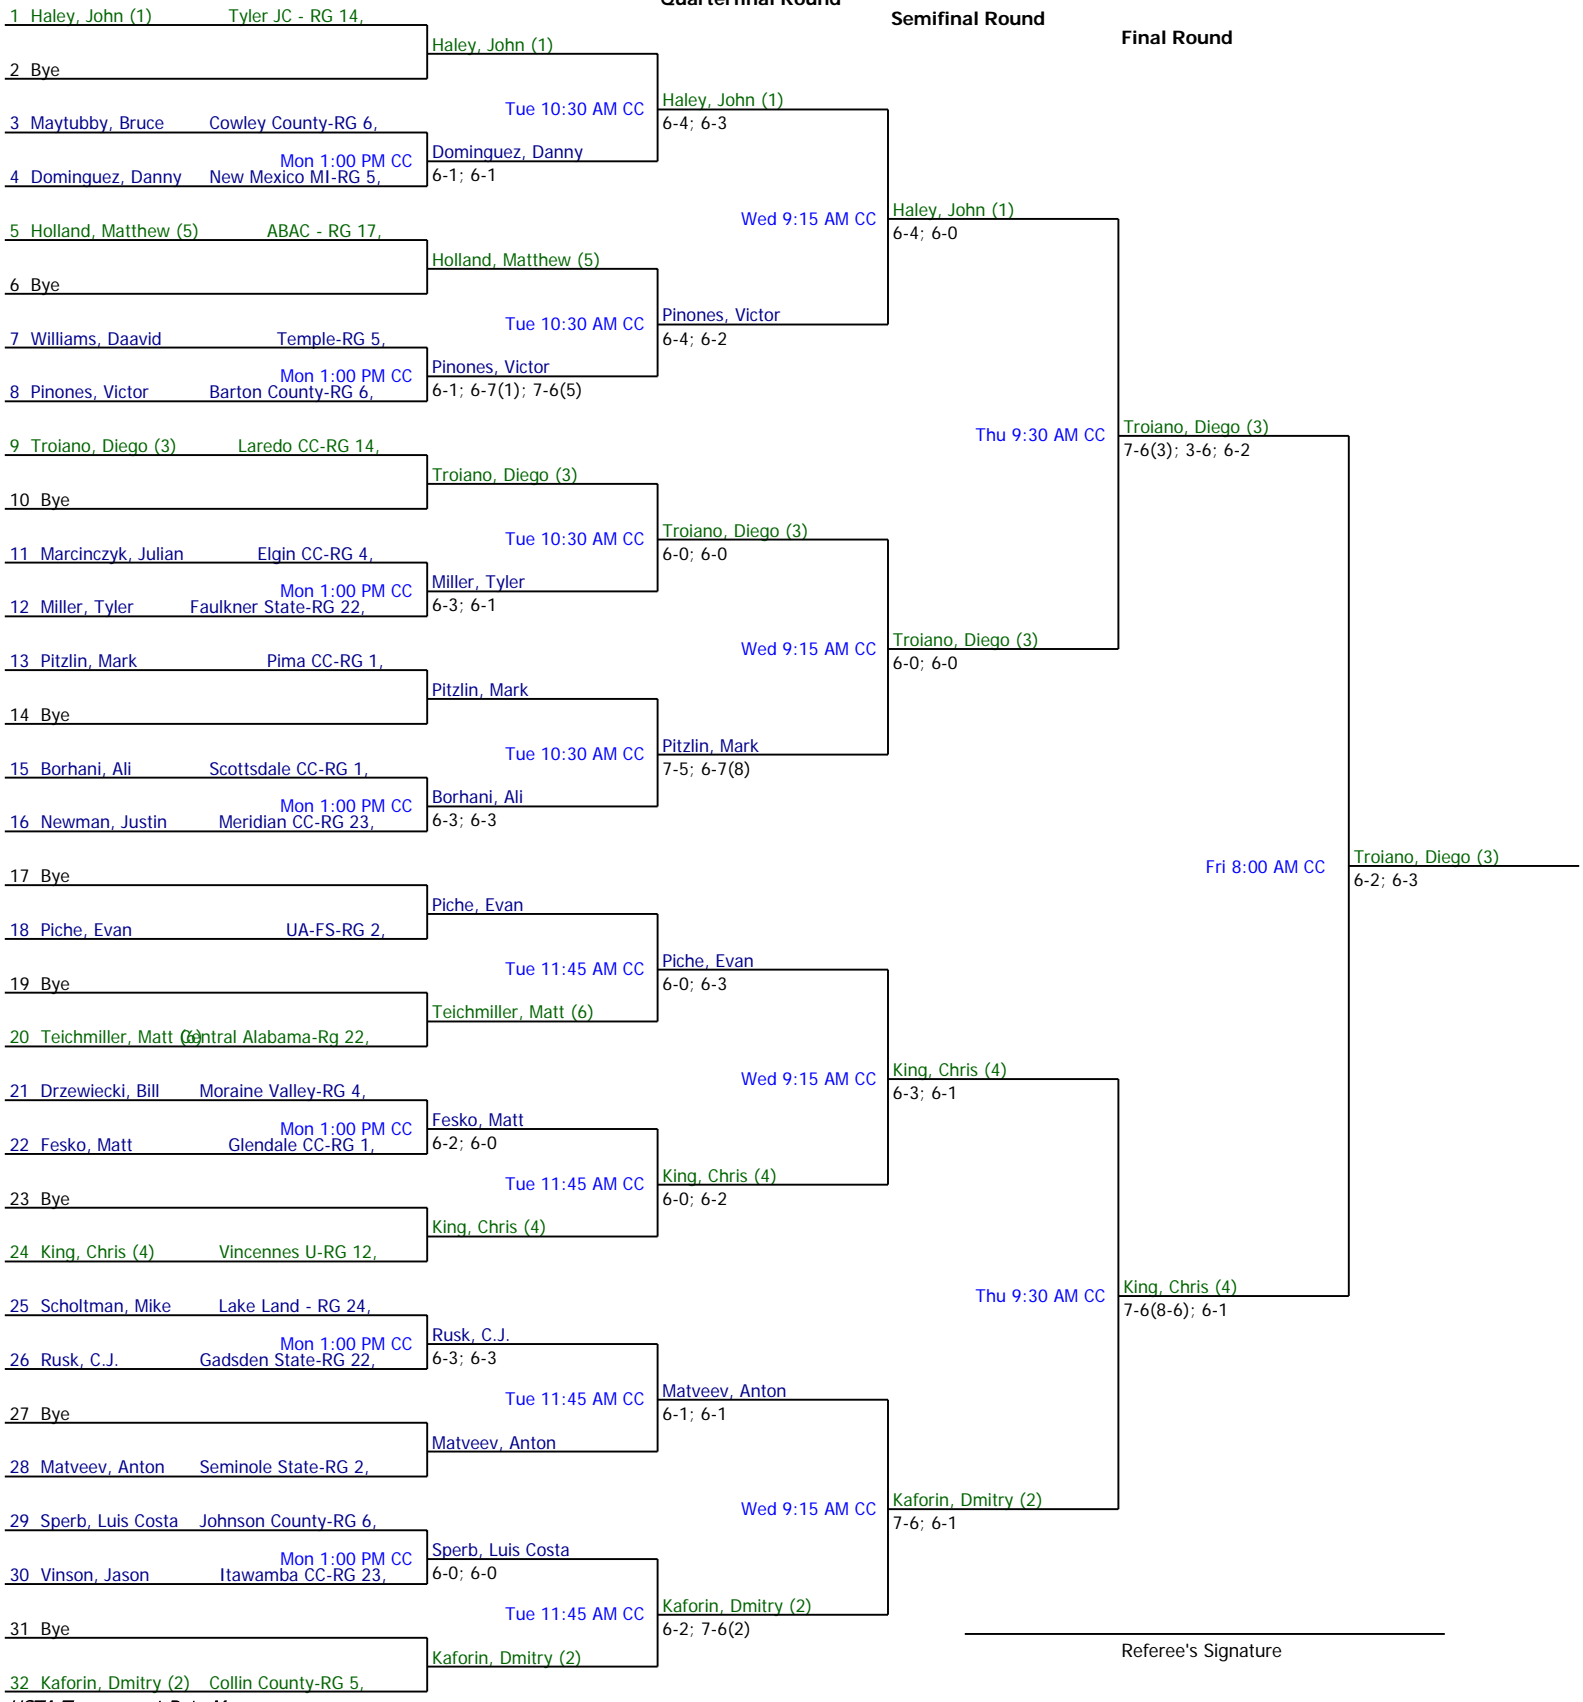 Quarterfinal Round
Semifinal Round
Final Round
1 Haley, John (1) Tyler JC - RG 14,
Haley, John (1)
2 Bye
Tue 10:30 AM CC
Haley, John (1)
6-4; 6-3
3 Maytubby, Bruce Cowley County-RG 6,
Mon 1:00 PM CC
Dominguez, Danny
6-1; 6-1
4 Dominguez, Danny New Mexico MI-RG 5,
Wed 9:15 AM CC
Haley, John (1)
6-4; 6-0
5 Holland, Matthew (5) ABAC - RG 17,
Holland, Matthew (5)
6 Bye
Tue 10:30 AM CC
Pinones, Victor
6-4; 6-2
7 Williams, Daavid Temple-RG 5,
Mon 1:00 PM CC
Pinones, Victor
6-1; 6-7(1); 7-6(5)
8 Pinones, Victor Barton County-RG 6,
Thu 9:30 AM CC
Troiano, Diego (3)
7-6(3); 3-6; 6-2
9 Troiano, Diego (3) Laredo CC-RG 14,
Troiano, Diego (3)
10 Bye
Tue 10:30 AM CC
Troiano, Diego (3)
6-0; 6-0
11 Marcinczyk, Julian Elgin CC-RG 4,
Mon 1:00 PM CC
Miller, Tyler
6-3; 6-1
12 Miller, Tyler Faulkner State-RG 22,
Wed 9:15 AM CC
Troiano, Diego (3)
6-0; 6-0
13 Pitzlin, Mark Pima CC-RG 1,
Pitzlin, Mark
14 Bye
Tue 10:30 AM CC
Pitzlin, Mark
7-5; 6-7(8)
15 Borhani, Ali Scottsdale CC-RG 1,
Mon 1:00 PM CC
Borhani, Ali
6-3; 6-3
16 Newman, Justin Meridian CC-RG 23,
Fri 8:00 AM CC
Troiano, Diego (3)
6-2; 6-3
17 Bye
Piche, Evan
18 Piche, Evan UA-FS-RG 2,
Tue 11:45 AM CC
Piche, Evan
6-0; 6-3
19 Bye
Teichmiller, Matt (6)
20 Teichmiller, Matt (6) Central Alabama-Rg 22,
Wed 9:15 AM CC
King, Chris (4)
6-3; 6-1
21 Drzewiecki, Bill Moraine Valley-RG 4,
Mon 1:00 PM CC
Fesko, Matt
6-2; 6-0
22 Fesko, Matt Glendale CC-RG 1,
Tue 11:45 AM CC
King, Chris (4)
6-0; 6-2
23 Bye
King, Chris (4)
24 King, Chris (4) Vincennes U-RG 12,
Thu 9:30 AM CC
King, Chris (4)
7-6(8-6); 6-1
25 Scholtman, Mike Lake Land - RG 24,
Mon 1:00 PM CC
Rusk, C.J.
6-3; 6-3
26 Rusk, C.J. Gadsden State-RG 22,
Tue 11:45 AM CC
Matveev, Anton
6-1; 6-1
27 Bye
Matveev, Anton
28 Matveev, Anton Seminole State-RG 2,
Wed 9:15 AM CC
Kaforin, Dmitry (2)
7-6; 6-1
29 Sperb, Luis Costa Johnson County-RG 6,
Mon 1:00 PM CC
Sperb, Luis Costa
6-0; 6-0
30 Vinson, Jason Itawamba CC-RG 23,
Tue 11:45 AM CC
Kaforin, Dmitry (2)
6-2; 7-6(2)
31 Bye
Kaforin, Dmitry (2)
32 Kaforin, Dmitry (2) Collin County-RG 5,
Referee's Signature